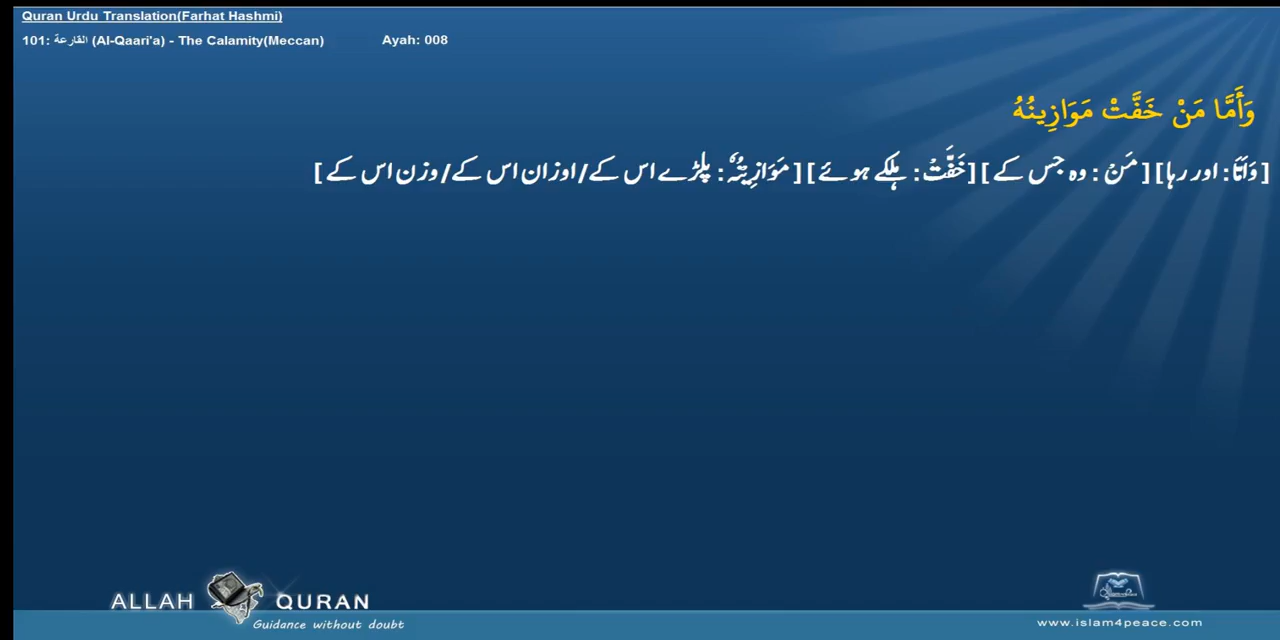 Quran Urdu Translation(Farhat Hashmi)
101: القارعة (Al-Qaari'a) - The Calamity(Meccan) Ayah: 008
وَأَمَّا مَنْ خَفَّتْ مَوَازِينُهُ
[وَاَمَّا: اور رہا] [مَنْ: وہ جس کے] [خَفَّتْ: ہلکے ہوئے] [مَوَازِیْنُہٗ: پلڑے اس کے/اوزان اس کے/وزن اس کے]
ALLAH QURAN
Guidance without doubt
www.islam4peace.com